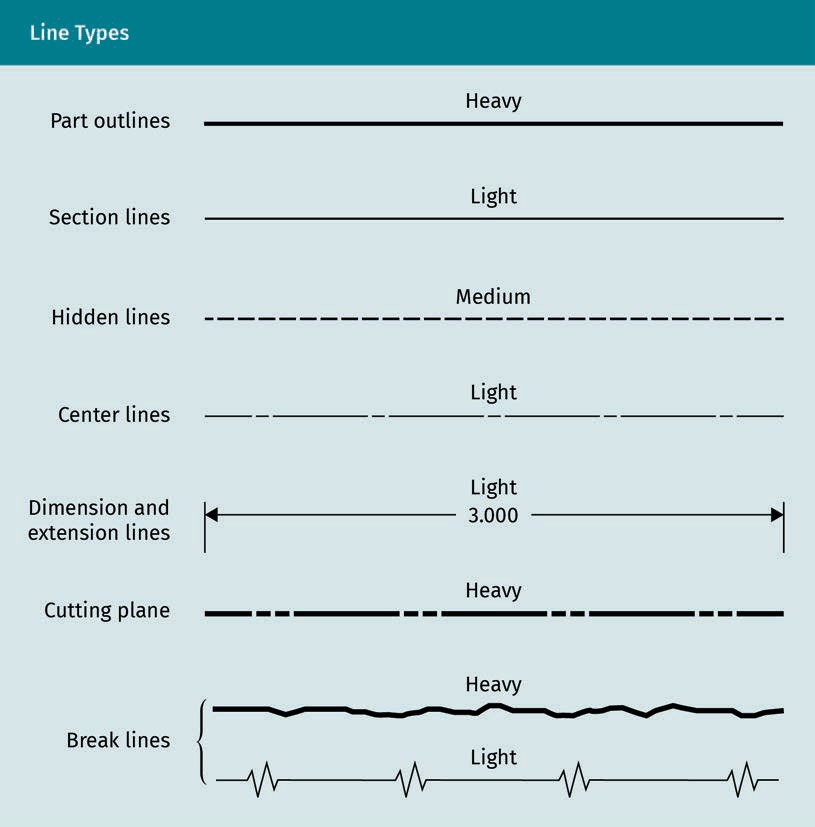 Line Types
Heavy
Part outlines
Light
Section lines
Medium
Hidden lines
Light
Center lines
Light
Dimension and
extension lines
3.000
Heavy
Cutting plane
Heavy
Break lines
Light